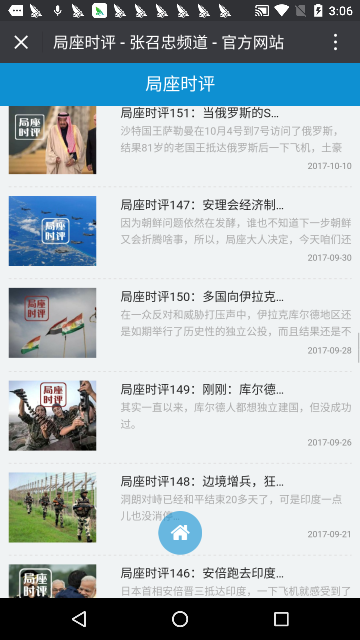 3:06
局座时评 - 张召忠频道 - 官方网站
局座时评
局座时评
局座时评151：当俄罗斯的S...
沙特国王萨勒曼在10月4号到7号访问了俄罗斯，
结果81岁的老国王抵达俄罗斯后一下飞机，土豪
2017-10-10
局座时评
局座时评147：安理会经济制...
因为朝鲜问题依然在发酵，谁也不知道下一步朝鲜
又会折腾啥事，所以，局座大人决定，今天咱们还
2017-09-30
局座时评
局座时评150：多国向伊拉克...
在一众反对和威胁打压声中，伊拉克库尔德地区还
是如期举行了历史性的独立公投，而且结果还是不
2017-09-28
局座时评
局座时评149：刚刚：库尔德...
其实一直以来，库尔德人都想独立建国，但没成功
过。
2017-09-26
局座时评148：边境增兵，狂...
洞朗对峙已经和平结束20多天了，可是印度一点
儿也没消停...
2017-09-21
局座时评
局座时评146：安倍跑去印度...
日本首相安倍晋三抵达印度，一下飞机就感受到了